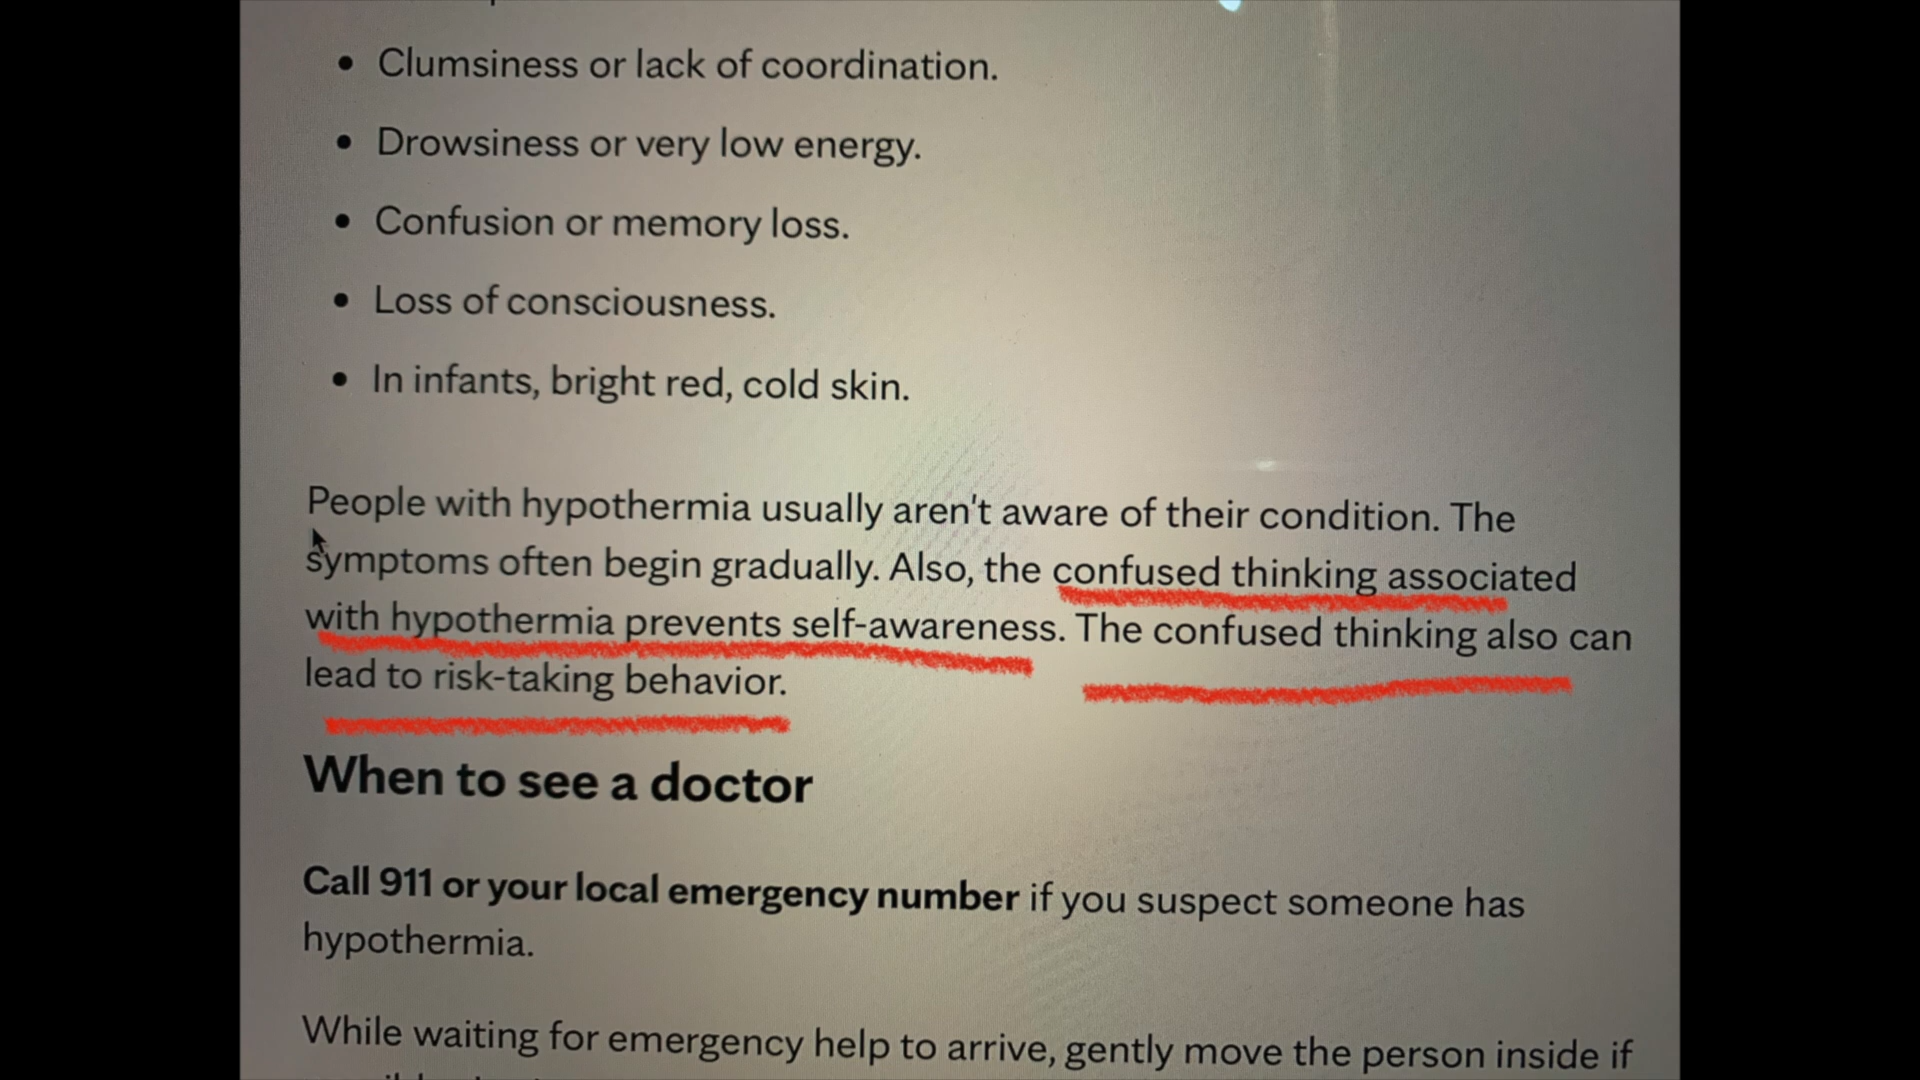 Clumsiness or lack of coordination.
Drowsiness or very low energy.
Confusion or memory loss.
Loss of consciousness.
In infants, bright red, cold skin.
People with hypothermia usually aren't aware of their condition. The
symptoms often begin gradually. Also, the confused thinking associated
with hypothermia prevents self-awareness. The confused thinking also can
lead to risk-taking behavior.
When to see a doctor
Call 911 or your local emergency number if you suspect someone has
hypothermia.
While waiting for emergency help to arrive, gently move the person inside if